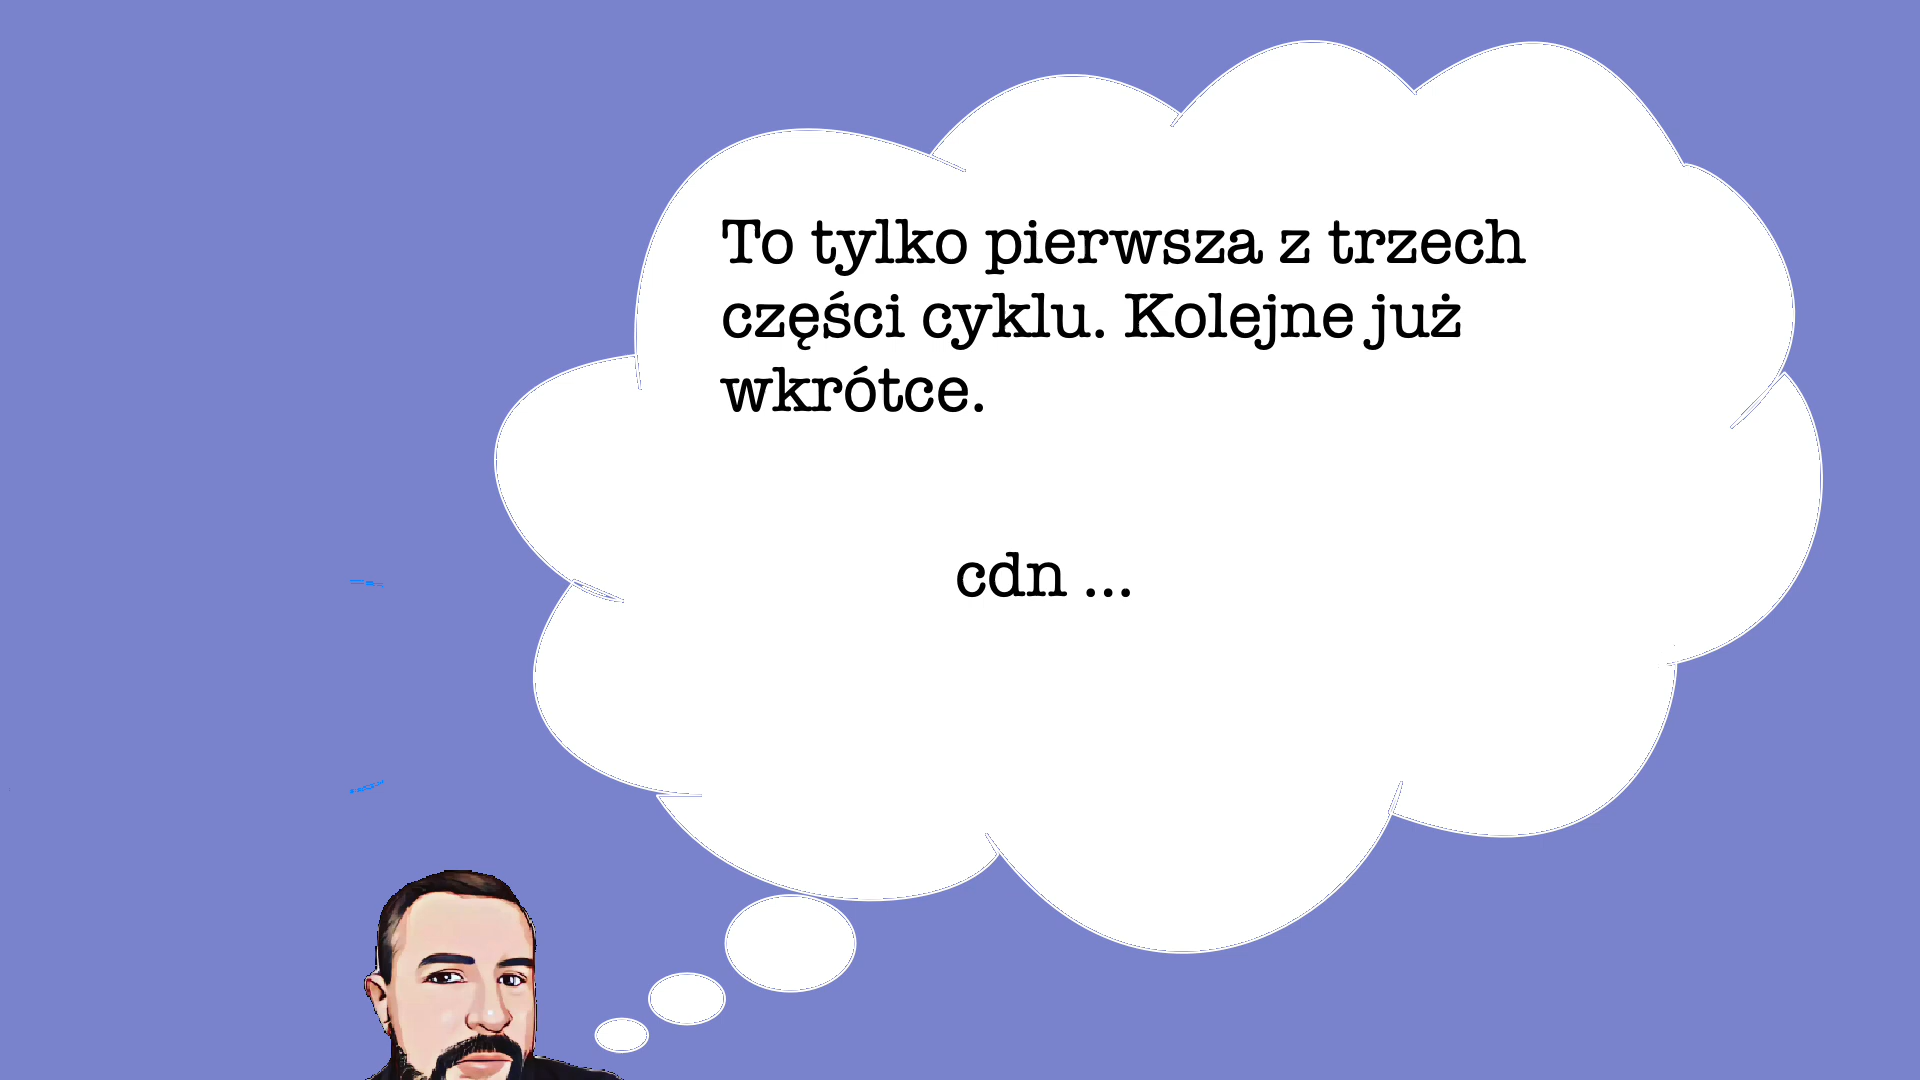 To tylko pierwsza z trzech
części cyklu. Kolejne już
wkrótce.
cdn ...